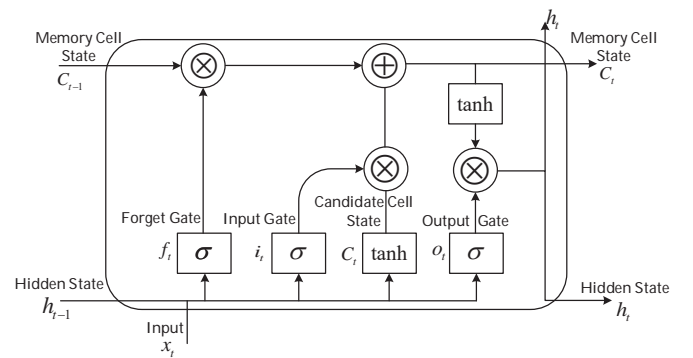 h_t
Memory Cell
State
C_{t-1}
Memory Cell
State
C_t
tanh
Forget Gate
Input Gate
Candidate Cell
State
Output Gate
f_t
σ
i_t
σ
C_t
tanh
o_t
σ
Hidden State
h_{t-1}
Input
x_t
Hidden State
h_t